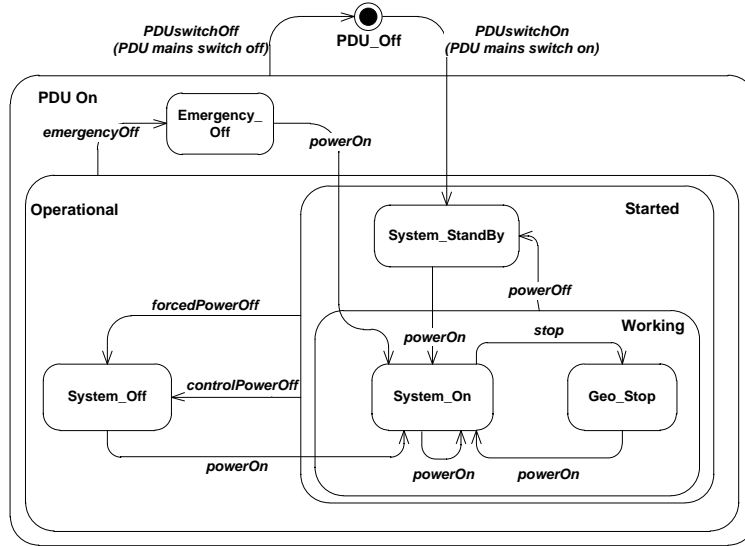 PDUswitchOff
(PDU mains switch off)
PDU_Off
PDUswitchOn
(PDU mains switch on)
PDU On
Emergency_
Off
emergencyOff
powerOn
Operational
Started
System_StandBy
powerOff
forcedPowerOff
Working
powerOn
stop
System_Off
controlPowerOff
System_On
Geo_Stop
powerOn
powerOn
powerOn